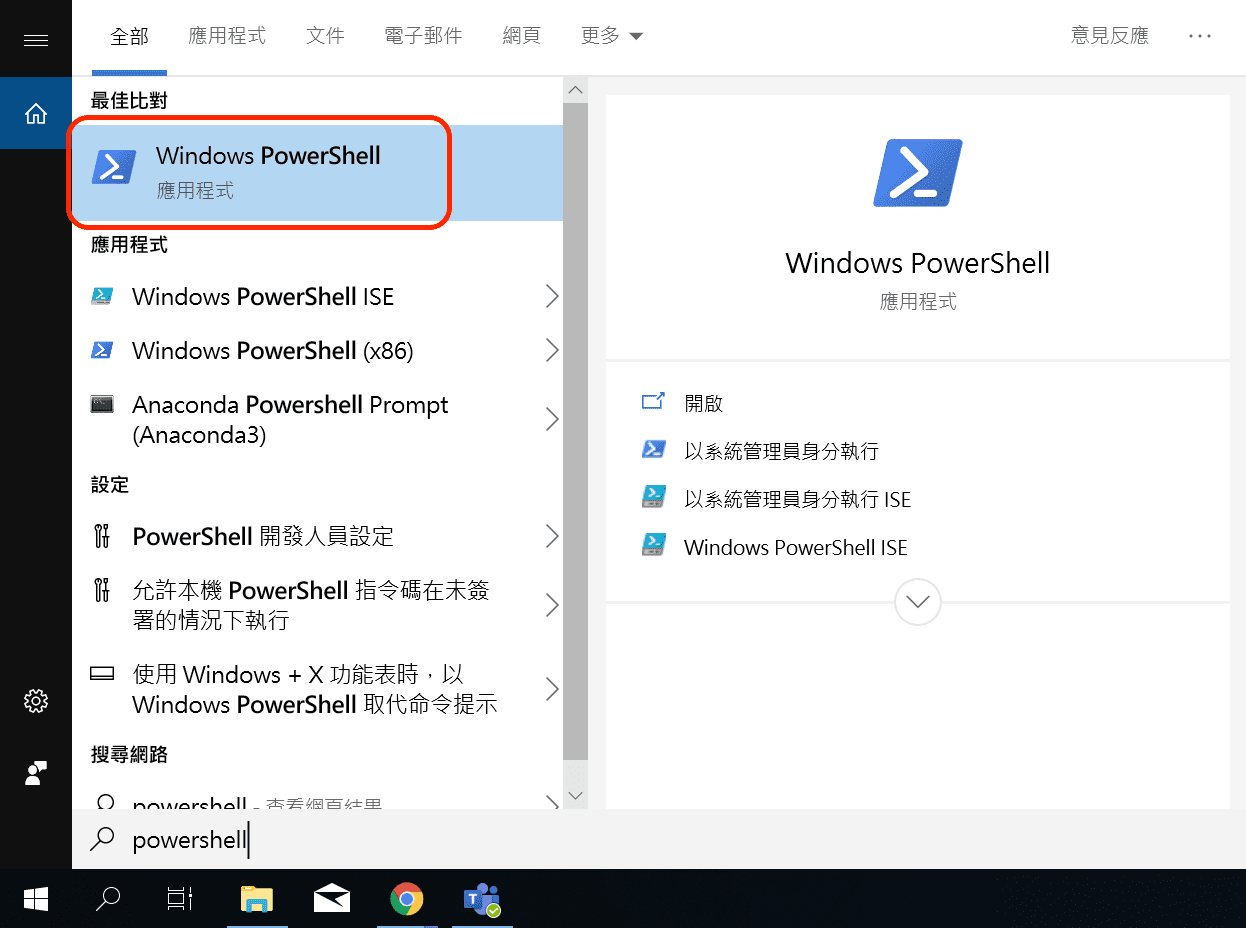 全部 應用程式 文件 電子郵件 網頁 更多 意見反應
最佳比對
Windows PowerShell
應用程式
應用程式
Windows PowerShell ISE
Windows PowerShell (x86)
Anaconda Powershell Prompt
(Anaconda3)
設定
PowerShell 開發人員設定
允許本機 PowerShell 指令碼在未簽
署的情況下執行
使用 Windows + X 功能表時，以
Windows PowerShell 取代命令提示
搜尋網路
powershell - 查看網頁結果
powershell
Windows PowerShell
應用程式
開啟
以系統管理員身分執行
以系統管理員身分執行 ISE
Windows PowerShell ISE